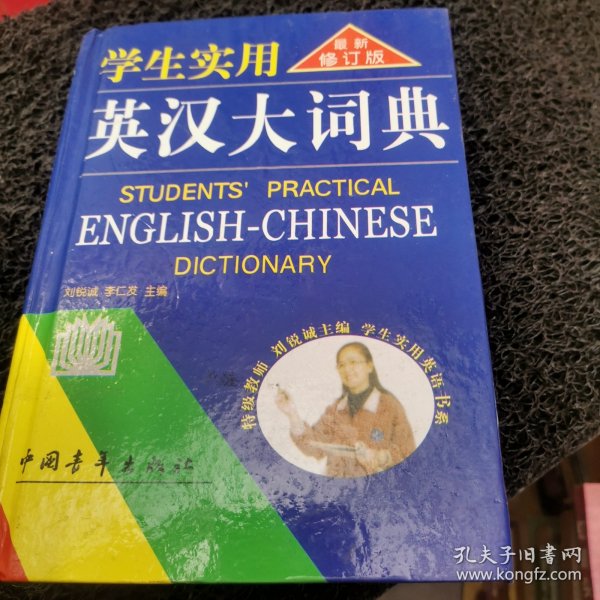 学生实用
最新
修订版
英汉大词典
STUDENTS' PRACTICAL
ENGLISH-CHINESE
DICTIONARY
刘锐诚 李仁发 主编
特级教师 刘锐诚主编 学生实用英语书系
中国青年出版社
孔夫子旧书网
www.kongfz.com